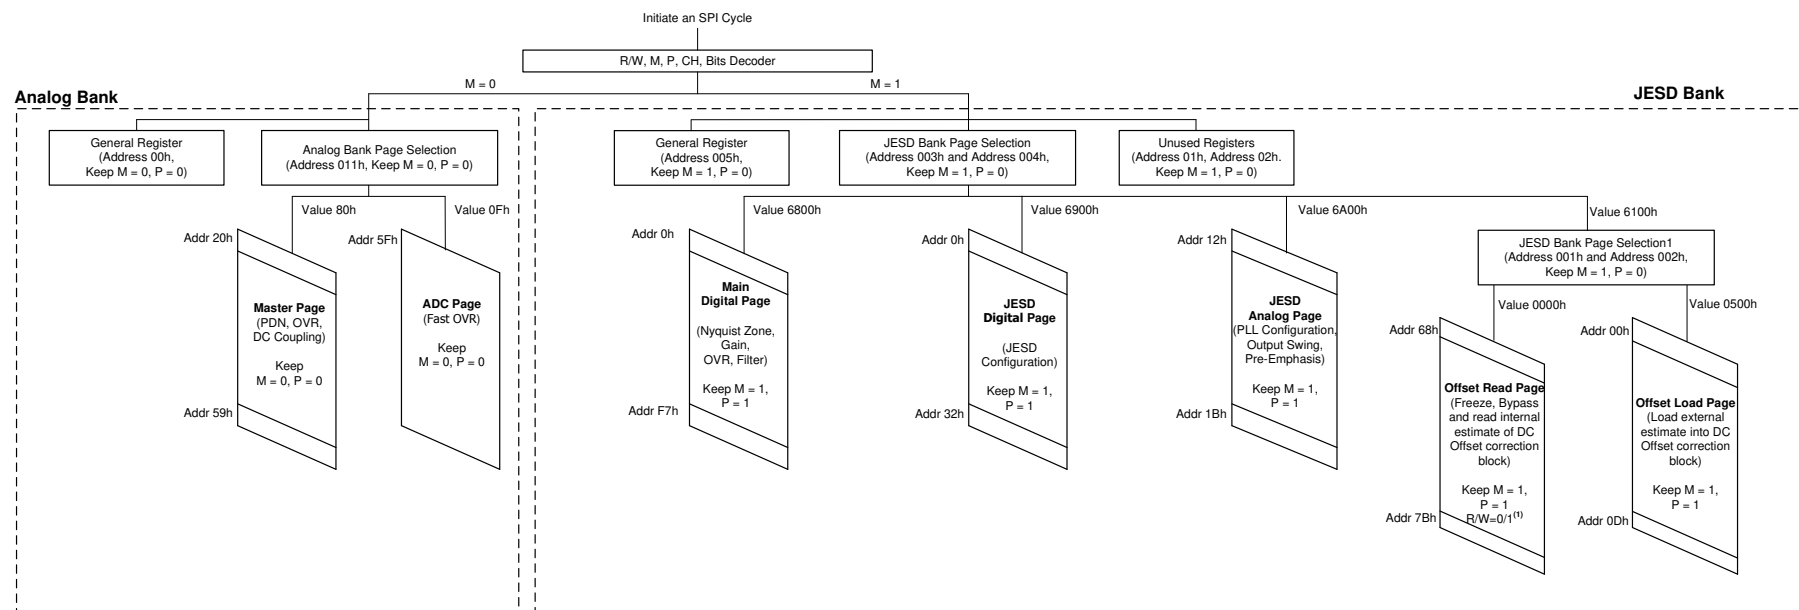 Initiate an SPI Cycle
R/W, M, P, CH, Bits Decoder
M = 0
M = 1
Analog Bank
JESD Bank
General Register
(Address 00h,
Keep M = 0, P = 0)
Analog Bank Page Selection
(Address 011h, Keep M = 0, P = 0)
General Register
(Address 005h,
Keep M = 1, P = 0)
JESD Bank Page Selection
(Address 003h and Address 004h,
Keep M = 1, P = 0)
Unused Registers
(Address 01h, Address 02h.
Keep M = 1, P = 0)
Value 80h
Value 0Fh
Value 6800h
Value 6900h
Value 6A00h
Value 6100h
Addr 20h
Master Page
(PDN, OVR,
DC Coupling)
Keep
M = 0, P = 0
Addr 59h
Addr 5Fh
ADC Page
(Fast OVR)
Keep
M = 0, P = 0
Addr 0h
Main
Digital Page
(Nyquist Zone,
Gain,
OVR, Filter)
Keep M = 1,
P = 1
Addr F7h
Addr 0h
JESD
Digital Page
(JESD
Configuration)
Keep M = 1,
P = 1
Addr 32h
Addr 12h
JESD
Analog Page
(PLL Configuration,
Output Swing,
Pre-Emphasis)
Keep M = 1,
P = 1
Addr 1Bh
JESD Bank Page Selection1
(Address 001h and Address 002h,
Keep M = 1, P = 0)
Value 0000h
Value 0500h
Addr 68h
Offset Read Page
(Freeze, Bypass
and read internal
estimate of DC
Offset correction
block)
Keep M = 1,
P = 1
R/W=0/1(1)
Addr 7Bh
Addr 00h
Offset Load Page
(Load external
estimate into DC
Offset correction
block)
Keep M = 1,
P = 1
Addr 0Dh